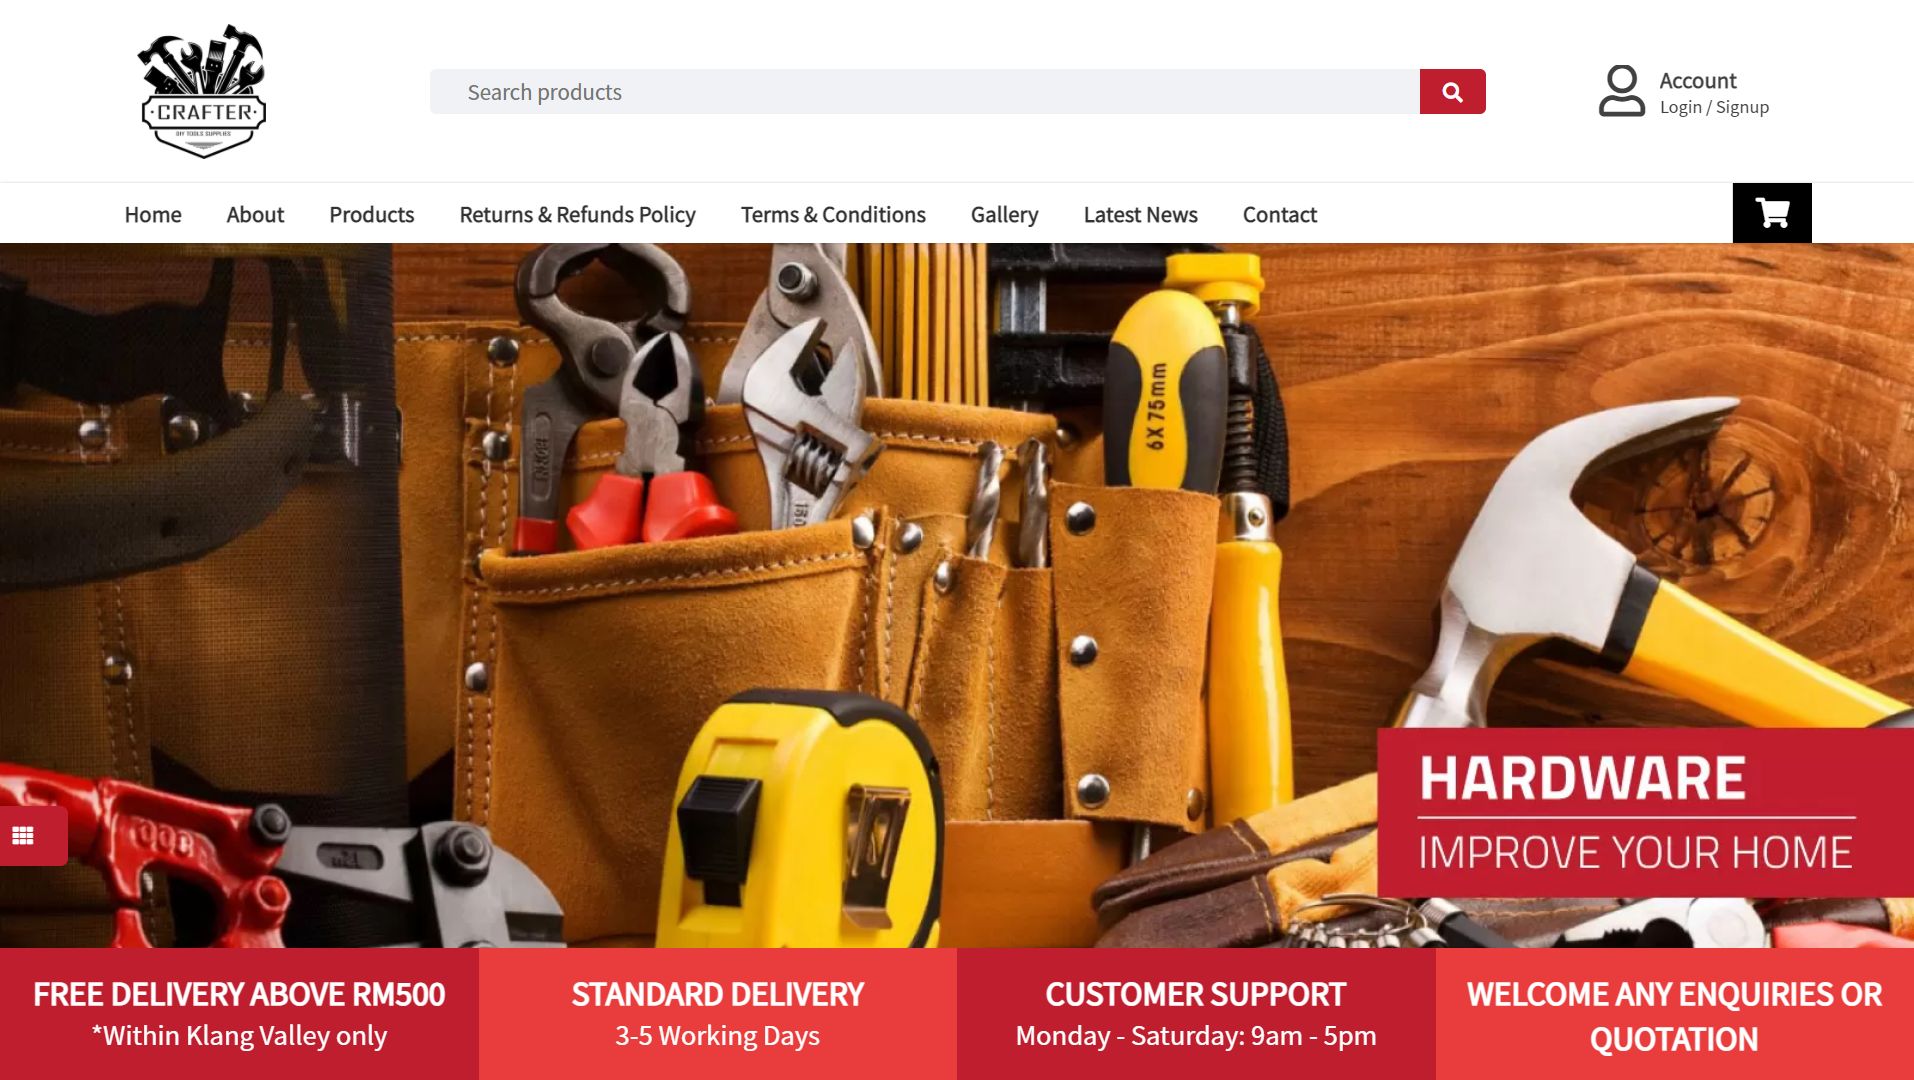 CRAFTER
DIY TOOLS SUPPLIES
Search products
Account
Login / Signup
Home
About
Products
Returns & Refunds Policy
Terms & Conditions
Gallery
Latest News
Contact
6X75mm
HARDWARE
IMPROVE YOUR HOME
FREE DELIVERY ABOVE RM500
*Within Klang Valley only
STANDARD DELIVERY
3-5 Working Days
CUSTOMER SUPPORT
Monday - Saturday: 9am - 5pm
WELCOME ANY ENQUIRIES OR
QUOTATION